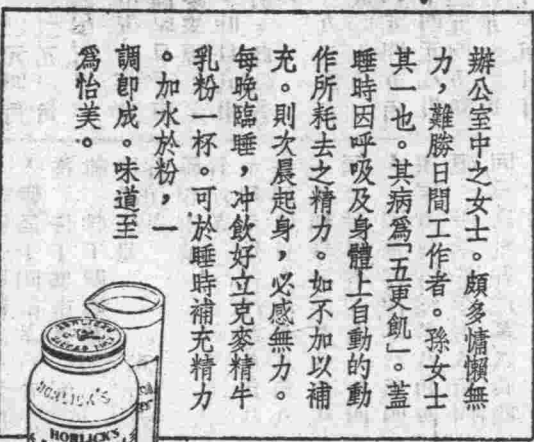 辦公室中之女士。頗多慵懶無
力，難勝日間工作者。孫女士
其一也。其病爲「五更飢」。蓋
睡時因呼吸及身體上自動的動
作所耗去之精力。如不加以補
充。則次晨起身，必感無力。
每晚臨睡，冲飲好立克麥精牛
乳粉一杯。可於睡時補充精力
。加水於粉，一
調卽成。味道至
爲怡美。
HORLICK'S
HORLICK'S